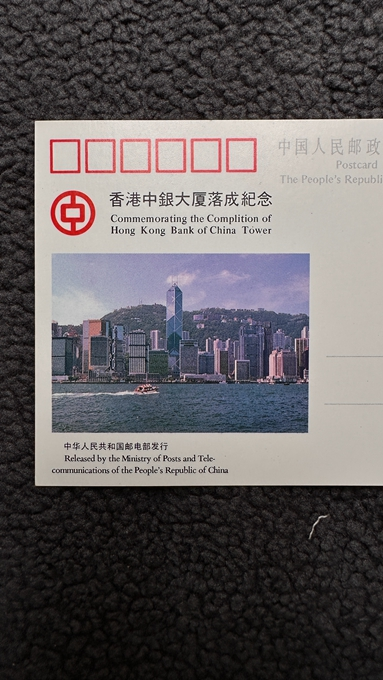 中国人民邮政
Postcard
The People's Republi
香港中銀大厦落成紀念
Commemorating the Complition of
Hong Kong Bank of China Tower
中华人民共和国邮电部发行
Released by the Ministry of Posts and Tele-
communications of the People's Republic of China